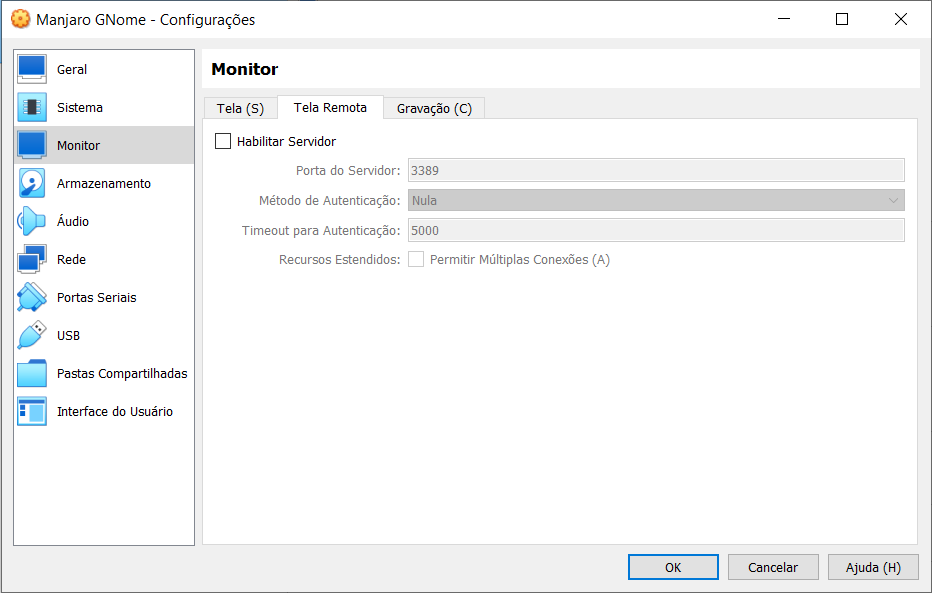 Manjaro GNome - Configurações
Geral
Sistema
Monitor
Armazenamento
Áudio
Rede
Portas Seriais
USB
Pastas Compartilhadas
Interface do Usuário
Monitor
Tela (S)
Tela Remota
Gravação (C)
Habilitar Servidor
Porta do Servidor: 3389
Método de Autenticação: Nula
Timeout para Autenticação: 5000
Recursos Estendidos: Permitir Múltiplas Conexões (A)
OK
Cancelar
Ajuda (H)